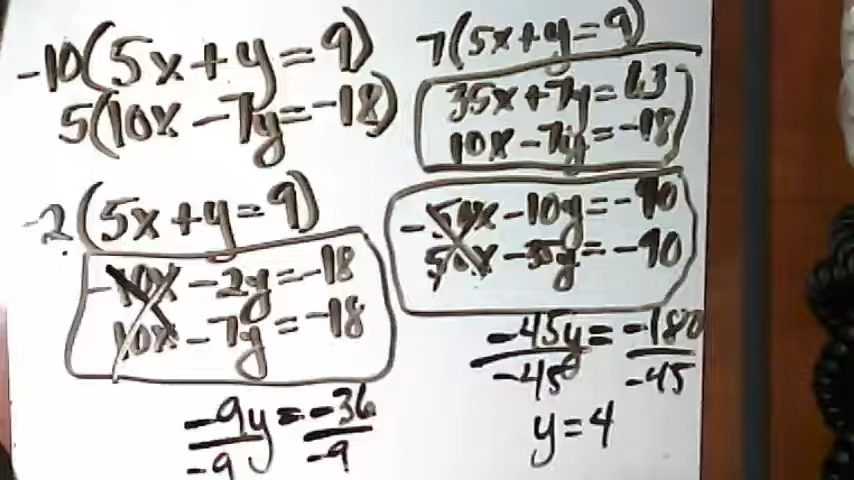 -10(5x+y=9)
5(10x-7y=-18)
-2(5x+y=9)
-10x-2y=-18
10x-7y=-18
-9y=-36
-9 -9
7(5x+y=9)
35x+7y=63
10x-7y=-18
-50x-10y=-90
50x-35y=-90
-45y=-180
-45 -45
y=4